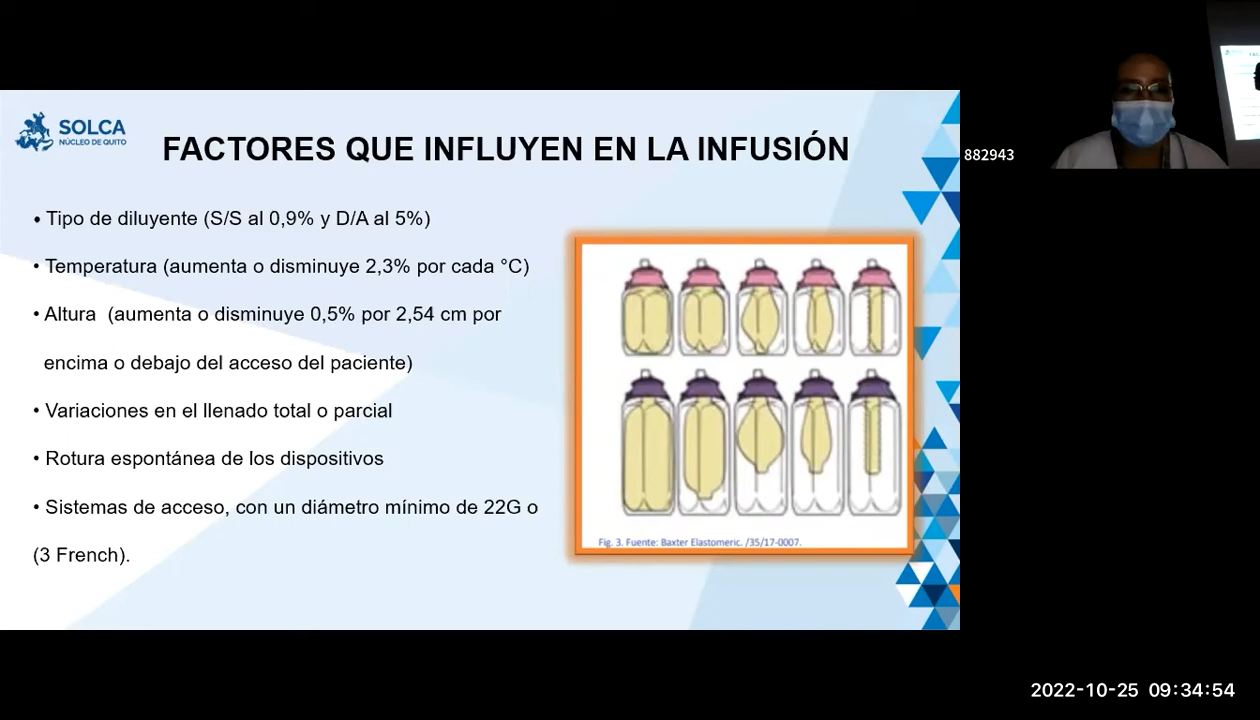 SOLCA
NÚCLEO DE QUITO
FACTORES QUE INFLUYEN EN LA INFUSIÓN
• Tipo de diluyente (S/S al 0,9% y D/A al 5%)
• Temperatura (aumenta o disminuye 2,3% por cada °C)
• Altura (aumenta o disminuye 0,5% por 2,54 cm por
encima o debajo del acceso del paciente)
• Variaciones en el llenado total o parcial
• Rotura espontánea de los dispositivos
• Sistemas de acceso, con un diámetro mínimo de 22G o
(3 French).
Fig. 3. Fuente: Baxter Elastomeric. /35/17-0007.
882943
2022-10-25 09:34:54